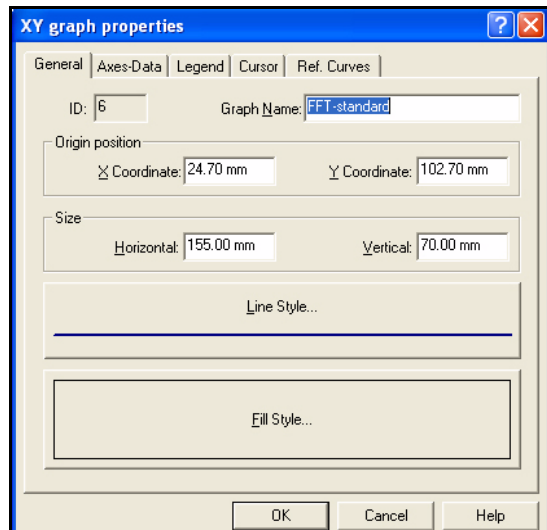 XY graph properties
General Axes-Data Legend Cursor Ref. Curves
ID: 6 Graph Name: FFT-standard
Origin position
X Coordinate: 24.70 mm Y Coordinate: 102.70 mm
Size
Horizontal: 155.00 mm Vertical: 70.00 mm
Line Style...
Fill Style...
OK Cancel Help